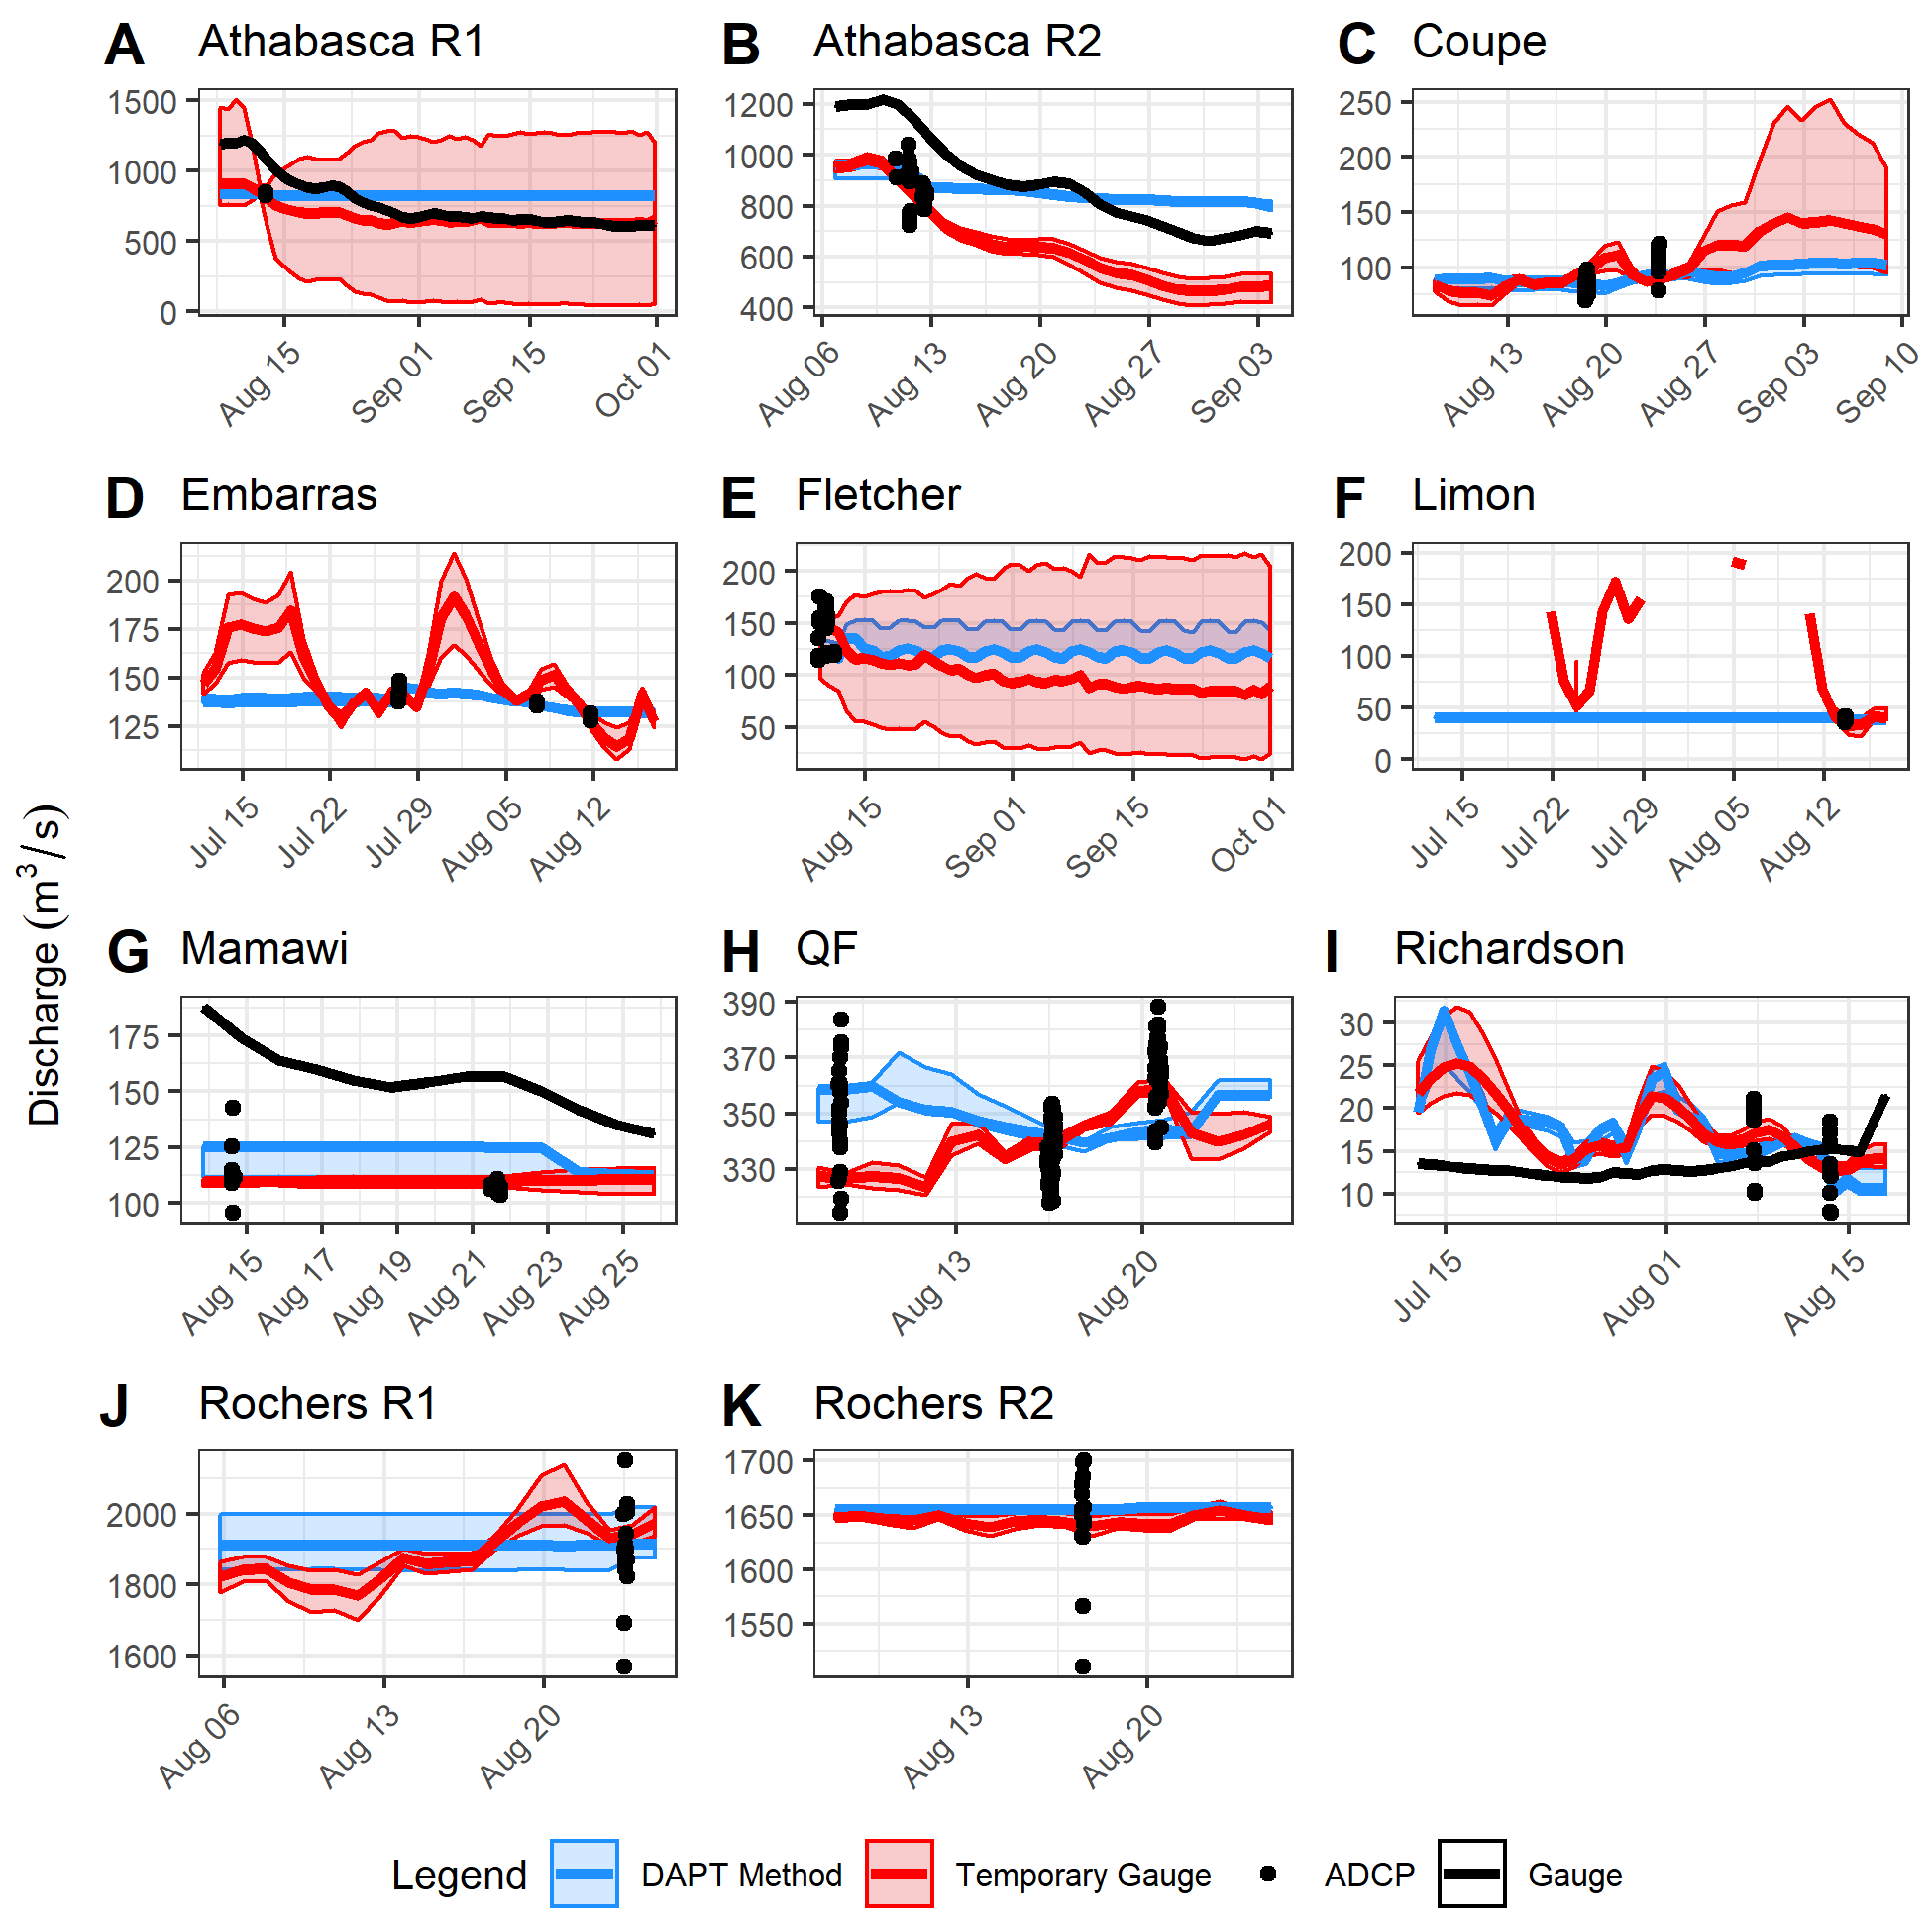 A Athabasca R1
B Athabasca R2
C Coupe
1500
1000
500
0
Aug 15
Sep 01
Sep 15
Oct 01
1200
1000
800
600
400
Aug 06
Aug 13
Aug 20
Aug 27
Sep 03
250
200
150
100
Aug 13
Aug 20
Aug 27
Sep 03
Sep 10
D Embarras
E Fletcher
F Limon
200
175
150
125
Jul 15
Jul 22
Jul 29
Aug 05
Aug 12
200
150
100
50
Aug 15
Sep 01
Sep 15
Oct 01
200
150
100
50
0
Jul 15
Jul 22
Jul 29
Aug 05
Aug 12
Discharge (m³/s)
G Mamawi
H QF
I Richardson
175
150
125
100
Aug 15
Aug 17
Aug 19
Aug 21
Aug 23
Aug 25
390
370
350
330
Aug 13
Aug 20
30
25
20
15
10
Jul 15
Aug 01
Aug 15
J Rochers R1
K Rochers R2
2000
1800
1600
Aug 06
Aug 13
Aug 20
1700
1650
1600
1550
Aug 13
Aug 20
Legend DAPT Method Temporary Gauge ADCP Gauge